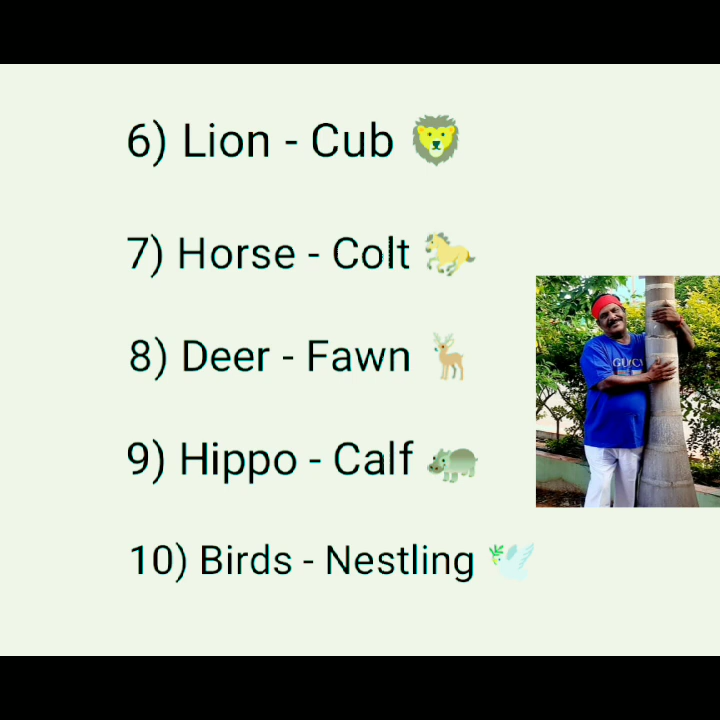 6) Lion - Cub 🦁
7) Horse - Colt 🐎
8) Deer - Fawn 🦌
GUCCI
9) Hippo - Calf 🦛
10) Birds - Nestling 🕊️